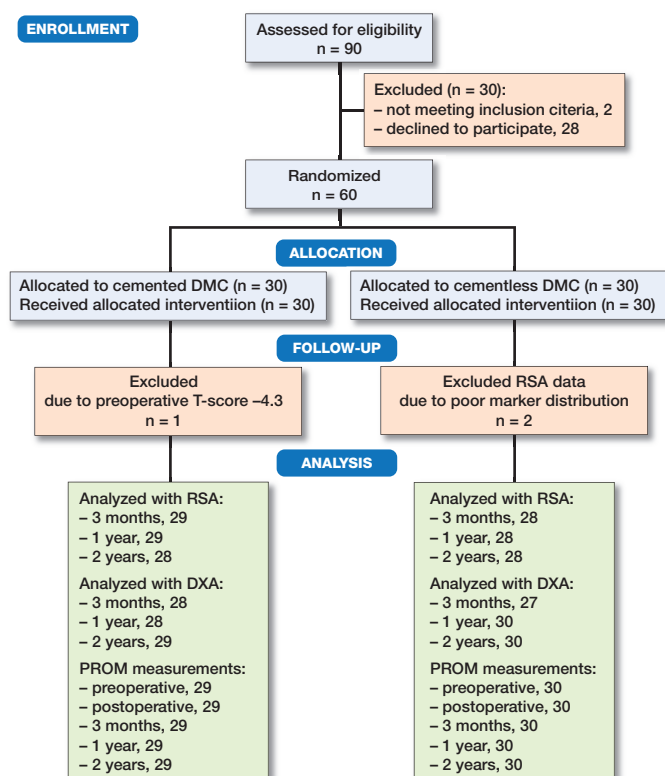 ENROLLMENT
Assessed for eligibility
n = 90
Excluded (n = 30):
– not meeting inclusion citeria, 2
– declined to participate, 28
Randomized
n = 60
ALLOCATION
Allocated to cemented DMC (n = 30)
Received allocated interventiion (n = 30)
Allocated to cementless DMC (n = 30)
Received allocated interventiion (n = 30)
FOLLOW-UP
Excluded
due to preoperative T-score –4.3
n = 1
Excluded RSA data
due to poor marker distribution
n = 2
ANALYSIS
Analyzed with RSA:
– 3 months, 29
– 1 year, 29
– 2 years, 28
Analyzed with DXA:
– 3 months, 28
– 1 year, 28
– 2 years, 29
PROM measurements:
– preoperative, 29
– postoperative, 29
– 3 months, 29
– 1 year, 29
– 2 years, 29
Analyzed with RSA:
– 3 months, 28
– 1 year, 28
– 2 years, 28
Analyzed with DXA:
– 3 months, 27
– 1 year, 30
– 2 years, 30
PROM measurements:
– preoperative, 30
– postoperative, 30
– 3 months, 30
– 1 year, 30
– 2 years, 30